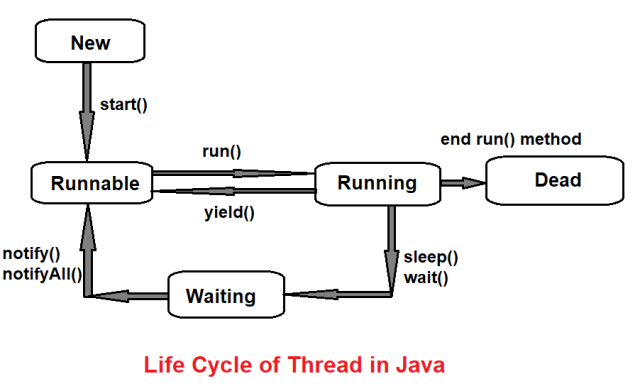 New
start()
run()
end run() method
Runnable
Running
Dead
yield()
notify()
notifyAll()
sleep()
wait()
Waiting
Life Cycle of Thread in Java